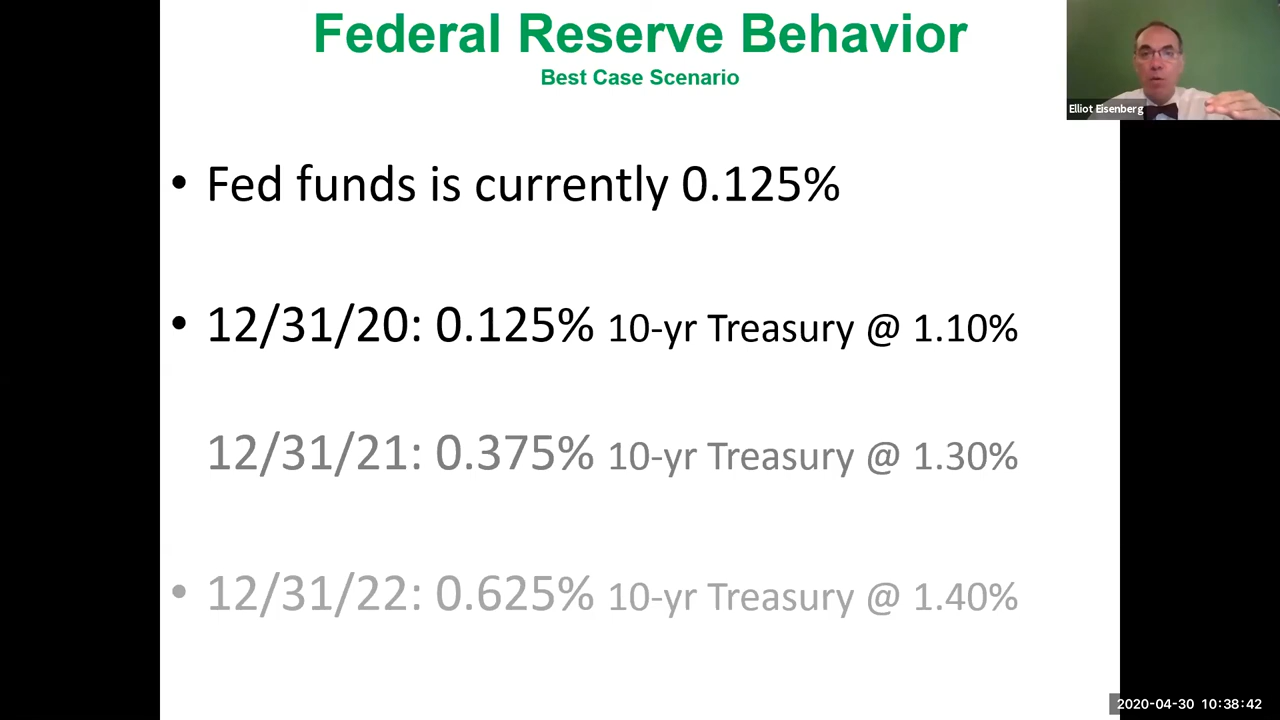 Federal Reserve Behavior
Best Case Scenario
Elliot Eisenberg
• Fed funds is currently 0.125%
• 12/31/20: 0.125% 10-yr Treasury @ 1.10%
12/31/21: 0.375% 10-yr Treasury @ 1.30%
• 12/31/22: 0.625% 10-yr Treasury @ 1.40%
2020-04-30 10:38:42